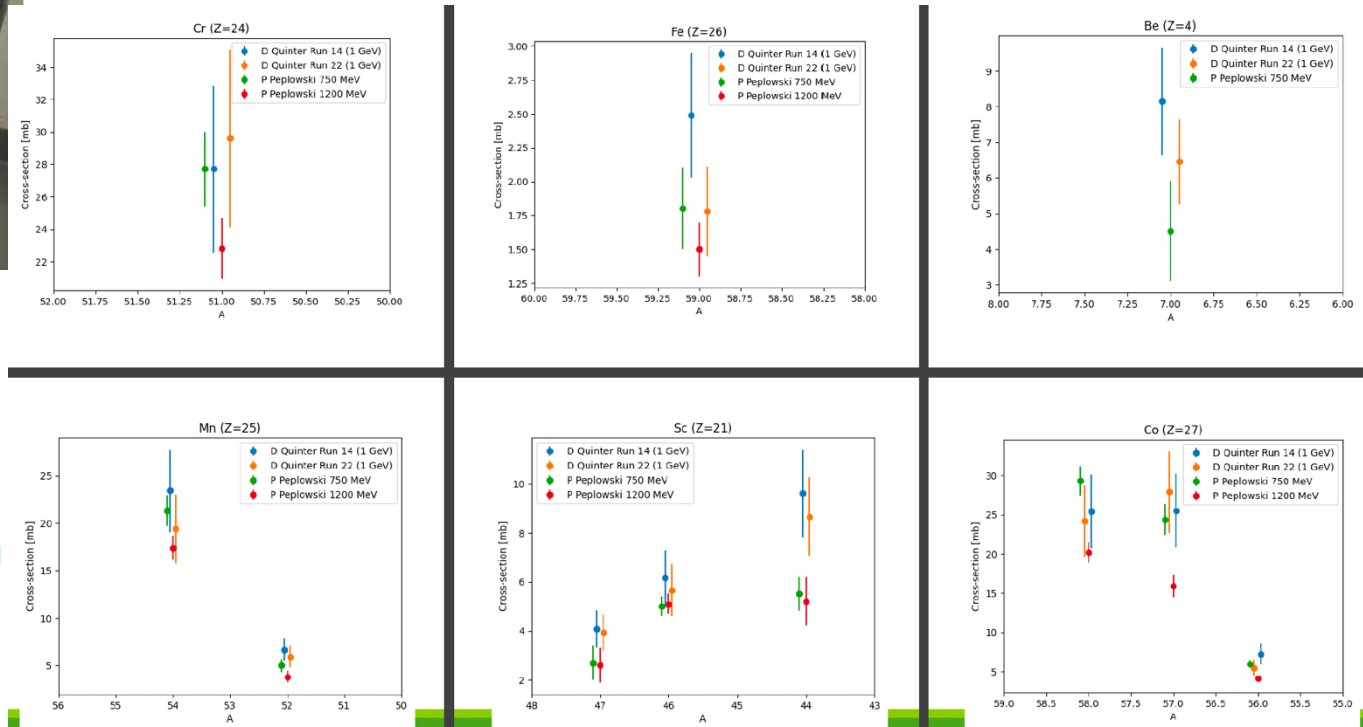 Cr (Z=24)
D Quinter Run 14 (1 GeV)
D Quinter Run 22 (1 GeV)
P Peplowski 750 MeV
P Peplowski 1200 MeV
Cross-section [mb]
34
32
30
28
26
24
22
52.00 51.75 51.50 51.25 51.00 50.75 50.50 50.25 50.00
A
Fe (Z=26)
D Quinter Run 14 (1 GeV)
D Quinter Run 22 (1 GeV)
P Peplowski 750 MeV
P Peplowski 1200 MeV
Cross-section [mb]
3.00
2.75
2.50
2.25
2.00
1.75
1.50
1.25
60.00 59.75 59.50 59.25 59.00 58.75 58.50 58.25 58.00
A
Be (Z=4)
D Quinter Run 14 (1 GeV)
D Quinter Run 22 (1 GeV)
P Peplowski 750 MeV
Cross-section [mb]
9
8
7
6
5
4
3
8.00 7.75 7.50 7.25 7.00 6.75 6.50 6.25 6.00
A
Mn (Z=25)
D Quinter Run 14 (1 GeV)
D Quinter Run 22 (1 GeV)
P Peplowski 750 MeV
P Peplowski 1200 MeV
Cross-section [mb]
25
20
15
10
5
56 55 54 53 52 51 50
A
Sc (Z=21)
D Quinter Run 14 (1 GeV)
D Quinter Run 22 (1 GeV)
P Peplowski 750 MeV
P Peplowski 1200 MeV
Cross-section [mb]
10
8
6
4
2
48 47 46 45 44 43
A
Co (Z=27)
D Quinter Run 14 (1 GeV)
D Quinter Run 22 (1 GeV)
P Peplowski 750 MeV
P Peplowski 1200 MeV
Cross-section [mb]
30
25
20
15
10
5
59.0 58.5 58.0 57.5 57.0 56.5 56.0 55.5 55.0
A